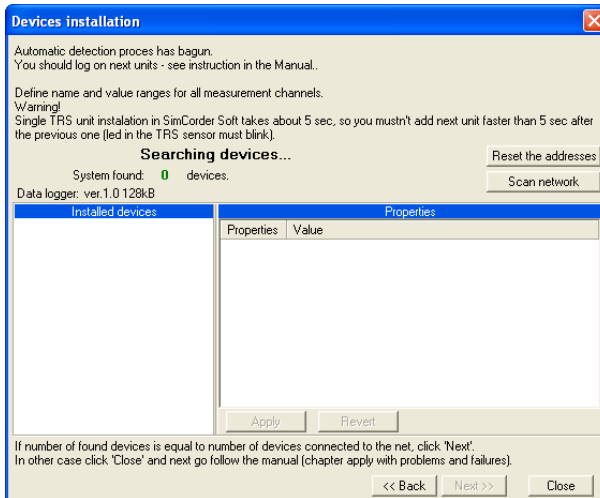 Devices installation
Automatic detection proces has bagun.
You should log on next units - see instruction in the Manual..
Define name and value ranges for all measurement channels.
Warning!
Single TRS unit instalation in SimCorder Soft takes about 5 sec, so you mustn't add next unit faster than 5 sec after
the previous one (led in the TRS sensor must blink).
Searching devices...
Reset the addresses
System found: 0 devices.
Scan network
Data logger: ver.1.0 128kB
Installed devices
Properties
Properties Value
Apply Revert
If number of found devices is equal to number of devices connected to the net, click 'Next'.
In other case click 'Close' and next go follow the manual (chapter apply with problems and failures).
<< Back Next >> Close